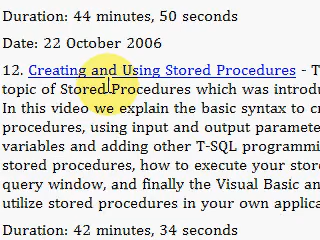 Duration: 44 minutes, 50 seconds
Date: 22 October 2006
12. Creating and Using Stored Procedures - T
topic of Stored Procedures which was introdu
In this video we explain the basic syntax to cr
procedures, using input and output paramete
variables and adding other T-SQL programmi
stored procedures, how to execute your store
query window, and finally the Visual Basic an
utilize stored procedures in your own applica
Duration: 42 minutes, 34 seconds